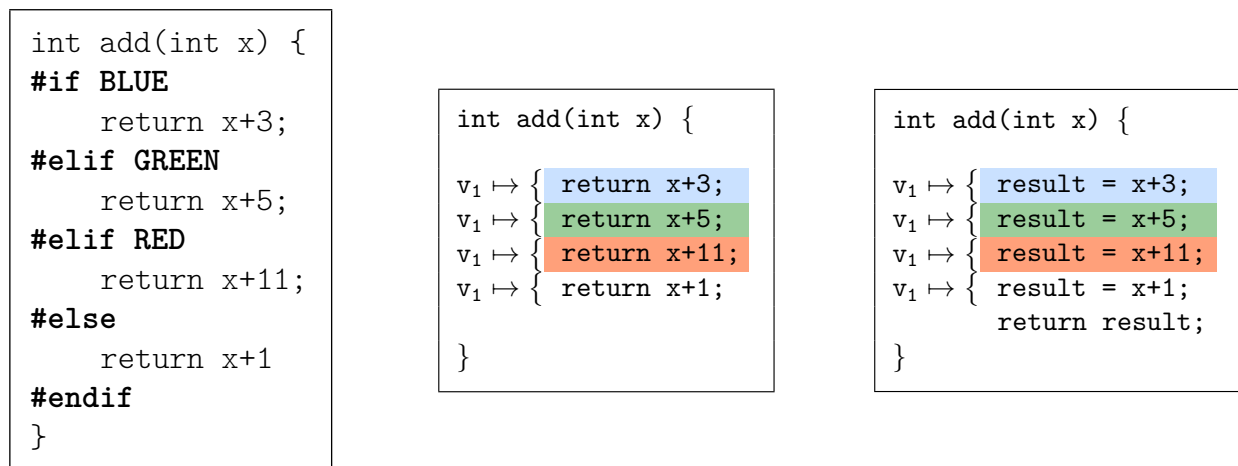 int add(int x) {
#if BLUE
    return x+3;
#elif GREEN
    return x+5;
#elif RED
    return x+11;
#else
    return x+1
#endif
}
int add(int x) {
v₁ ↦ { return x+3;
v₁ ↦ { return x+5;
v₁ ↦ { return x+11;
v₁ ↦ { return x+1;
}
int add(int x) {
v₁ ↦ { result = x+3;
v₁ ↦ { result = x+5;
v₁ ↦ { result = x+11;
v₁ ↦ { result = x+1;
return result;
}